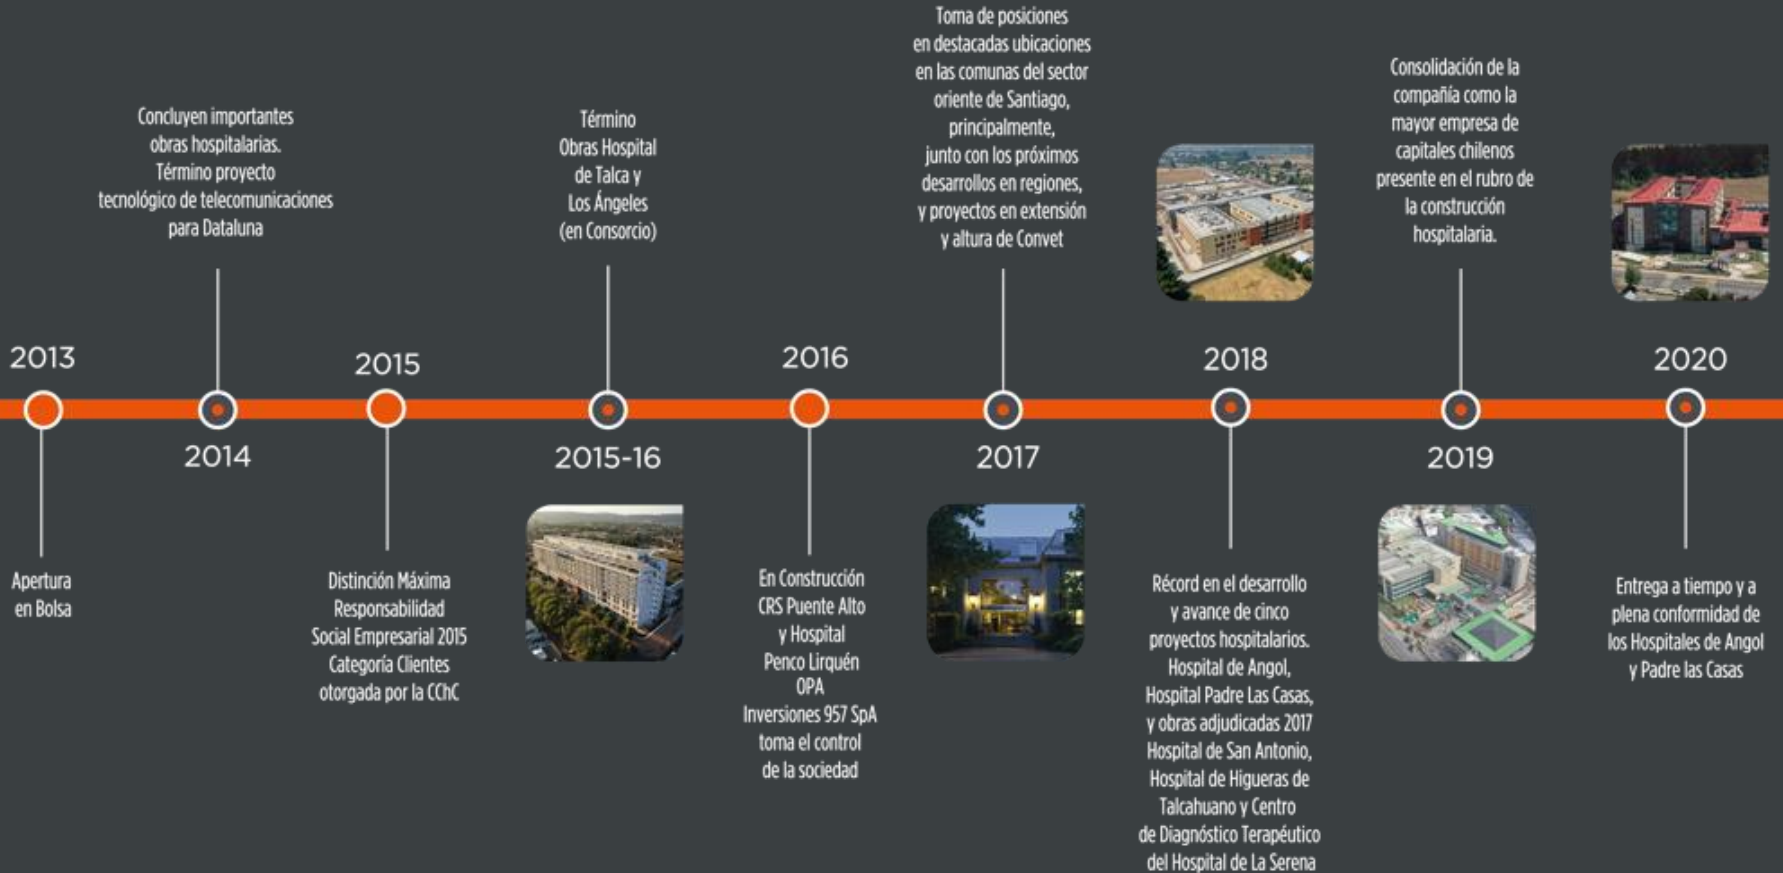 2013
Apertura
en Bolsa
Concluyen importantes
obras hospitalarias.
Término proyecto
tecnológico de telecomunicaciones
para Dataluna
2014
2015
Distinción Máxima
Responsabilidad
Social Empresarial 2015
Categoría Clientes
otorgada por la CChC
Término
Obras Hospital
de Talca y
Los Ángeles
(en Consorcio)
2015-16
2016
En Construcción
CRS Puente Alto
y Hospital
Penco Lirquén
OPA
Inversiones 957 SpA
toma el control
de la sociedad
Toma de posiciones
en destacadas ubicaciones
en las comunas del sector
oriente de Santiago,
principalmente,
junto con los próximos
desarrollos en regiones,
y proyectos en extensión
y altura de Convet
2017
2018
Récord en el desarrollo
y avance de cinco
proyectos hospitalarios.
Hospital de Angol,
Hospital Padre Las Casas,
y obras adjudicadas 2017
Hospital de San Antonio,
Hospital de Higueras de
Talcahuano y Centro
de Diagnóstico Terapéutico
del Hospital de La Serena
Consolidación de la
compañía como la
mayor empresa de
capitales chilenos
presente en el rubro de
la construcción
hospitalaria.
2019
2020
Entrega a tiempo y a
plena conformidad de
los Hospitales de Angol
y Padre las Casas